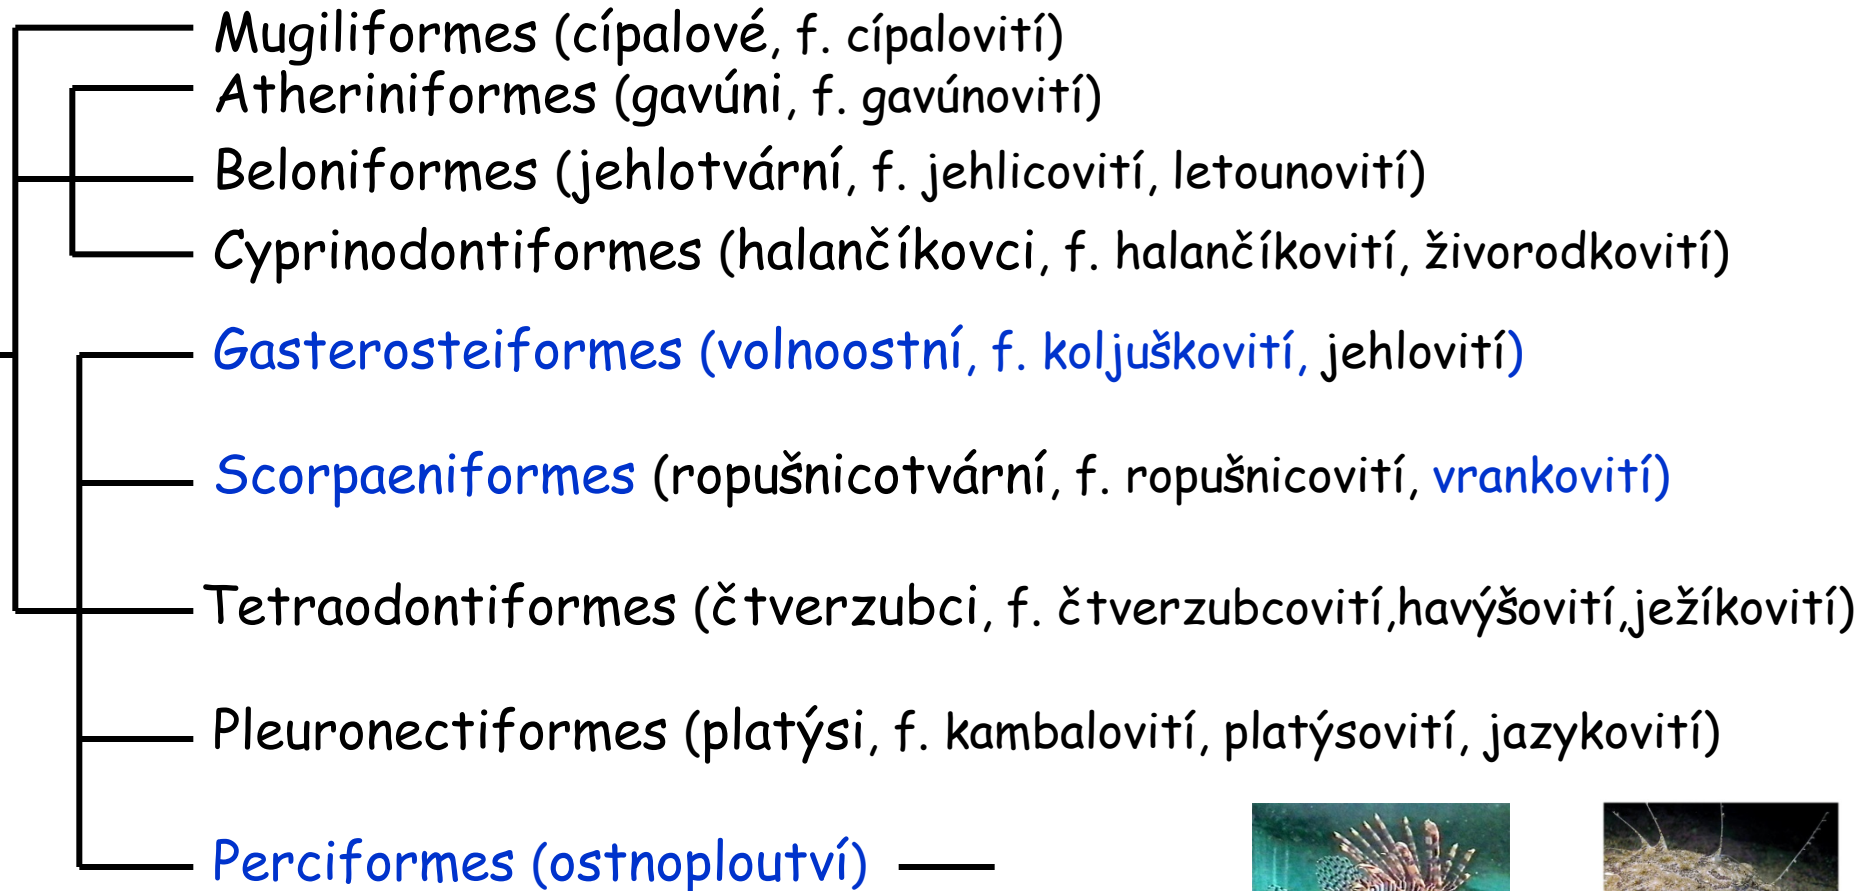 Mugiliformes (cípalové, f. cípalovití)
Atheriniformes (gavúni, f. gavúnovití)
Beloniformes (jehlotvární, f. jehlicovití, letounovití)
Cyprinodontiformes (halančíkovci, f. halančíkovití, živorodkovití)
Gasterosteiformes (volnoostní, f. koljuškovití, jehlovití)
Scorpaeniformes (ropušnicotvární, f. ropušnicovití, vrankovití)
Tetraodontiformes (čtverzubci, f. čtverzubcovití,havýšovití,ježíkovití)
Pleuronectiformes (platýsi, f. kambalovití, platýsovití, jazykovití)
Perciformes (ostnoploutví)